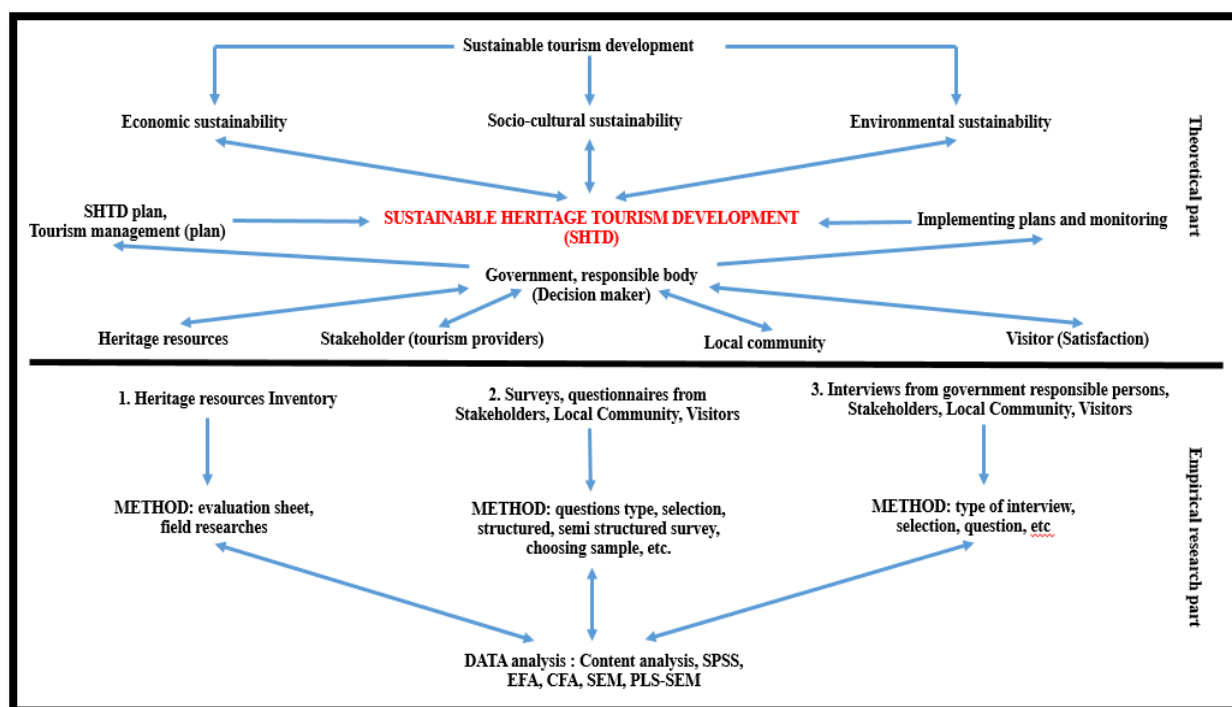 Sustainable tourism development
Economic sustainability
Socio-cultural sustainability
Environmental sustainability
Theoretical part
SHTD plan,
Tourism management (plan)
SUSTAINABLE HERITAGE TOURISM DEVELOPMENT
(SHTD)
Implementing plans and monitoring
Government, responsible body
(Decision maker)
Heritage resources
Stakeholder (tourism providers)
Local community
Visitor (Satisfaction)
1. Heritage resources Inventory
2. Surveys, questionnaires from
Stakeholders, Local Community, Visitors
3. Interviews from government responsible persons,
Stakeholders, Local Community, Visitors
Empirical research part
METHOD: evaluation sheet,
field researches
METHOD: questions type, selection,
structured, semi structured survey,
choosing sample, etc.
METHOD: type of interview,
selection, question, etc
DATA analysis : Content analysis, SPSS,
EFA, CFA, SEM, PLS-SEM